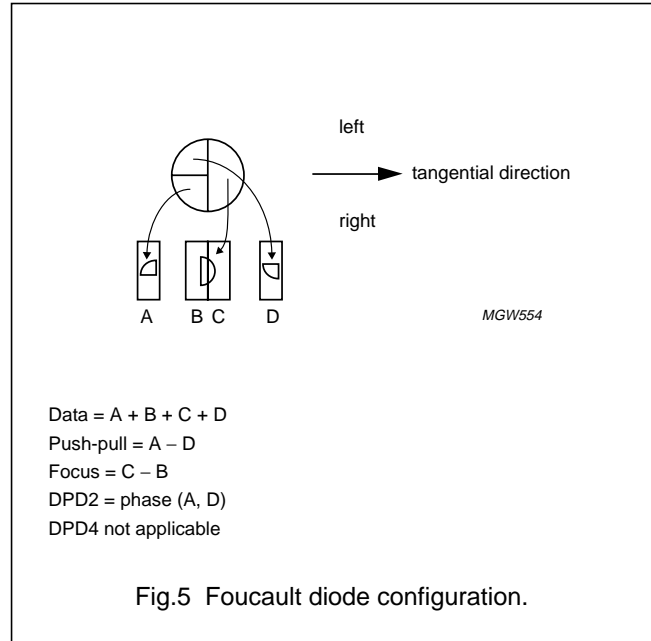 left
tangential direction
right
A B C D
MGW554
Data = A + B + C + D
Push-pull = A − D
Focus = C − B
DPD2 = phase (A, D)
DPD4 not applicable
Fig.5 Foucault diode configuration.